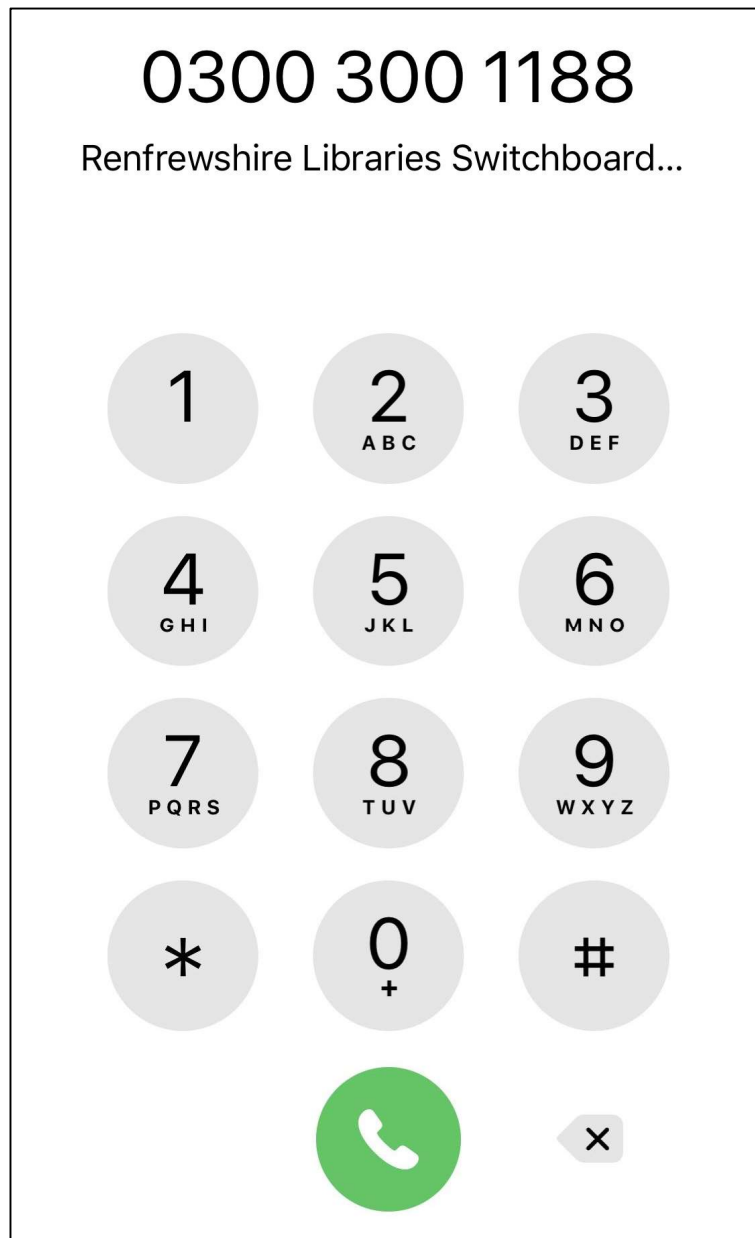 0300 300 1188
Renfrewshire Libraries Switchboard...
1 2 3
ABC DEF
4 5 6
GHI JKL MNO
7 8 9
PQRS TUV WXYZ
* 0 #
+